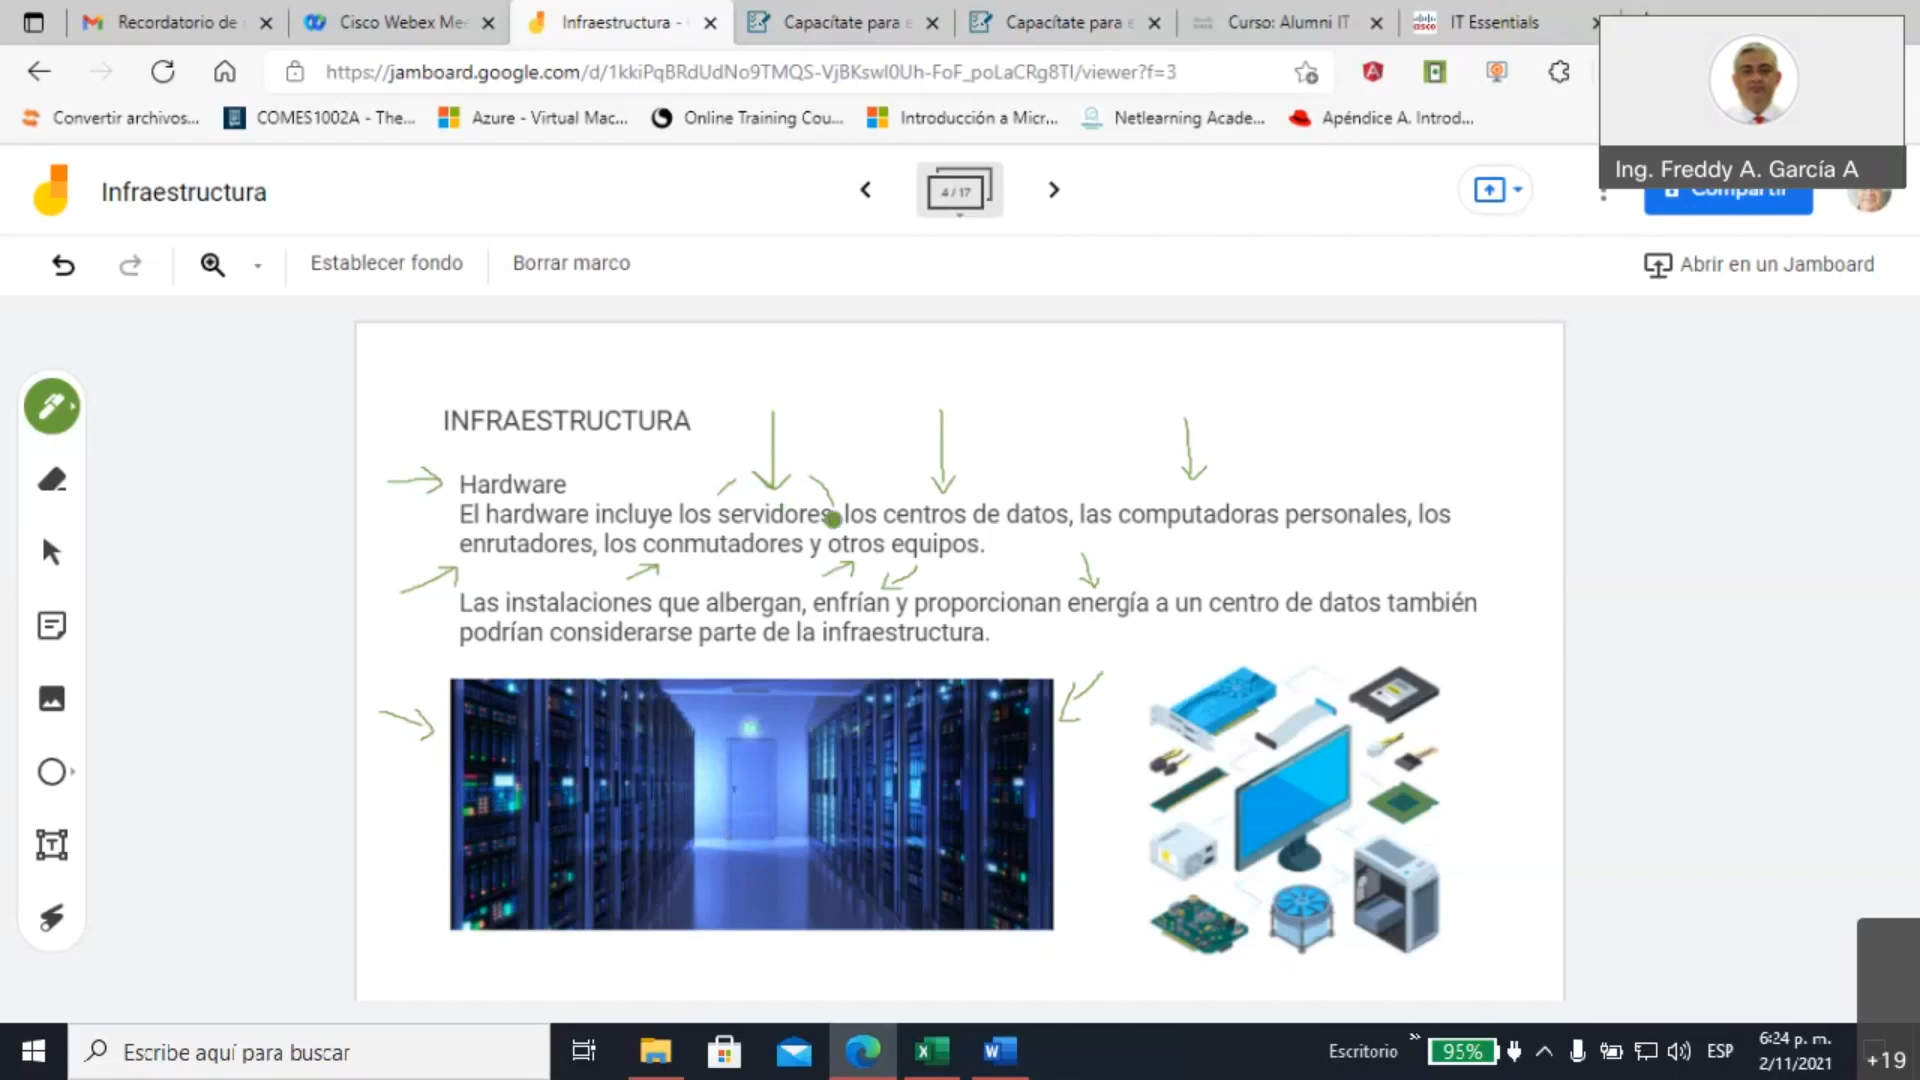 Recordatorio de
Cisco Webex Mee
Infraestructura -
Capacítate para e
Capacítate para e
Curso: Alumni IT
IT Essentials
https://jamboard.google.com/d/1kkiPqBRdUdNo9TMQS-VjBKswI0Uh-FoF_poLaCRg8TI/viewer?f=3
Convertir archivos...
COMES1002A - The...
Azure - Virtual Mac...
Online Training Cou...
Introducción a Micr...
Netlearning Acade...
Apéndice A. Introd...
Ing. Freddy A. García A
Infraestructura
4 / 17
Compartir
Establecer fondo
Borrar marco
Abrir en un Jamboard
INFRAESTRUCTURA
Hardware
El hardware incluye los servidores, los centros de datos, las computadoras personales, los
enrutadores, los conmutadores y otros equipos.
Las instalaciones que albergan, enfrían y proporcionan energía a un centro de datos también
podrían considerarse parte de la infraestructura.
Escribe aquí para buscar
Escritorio
95%
ESP
6:24 p. m.
2/11/2021
+19